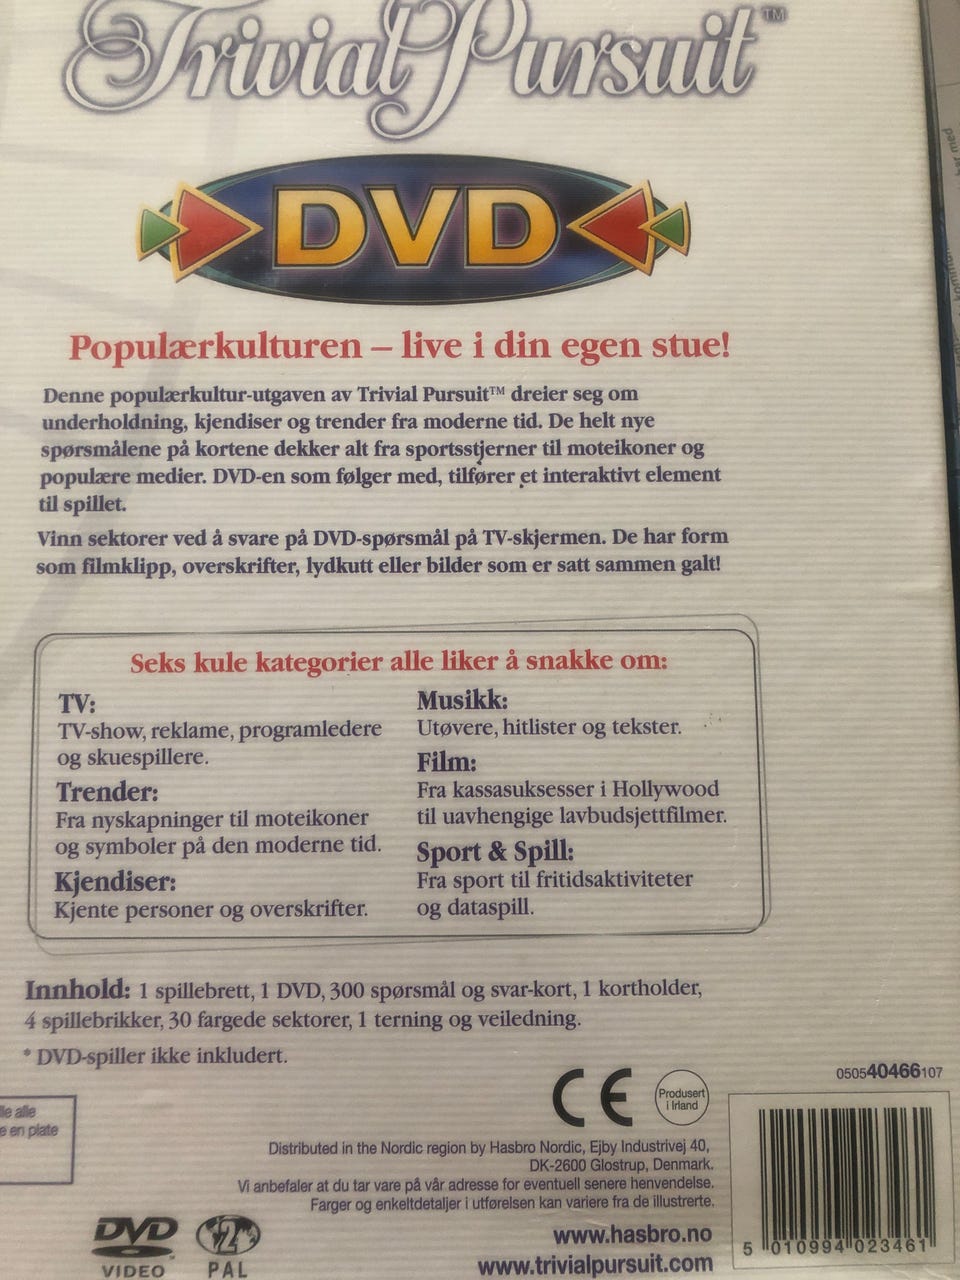 Trivial Pursuit™
DVD
Populærkulturen – live i din egen stue!
Denne populærkultur-utgaven av Trivial Pursuit™ dreier seg om
underholdning, kjendiser og trender fra moderne tid. De helt nye
spørsmålene på kortene dekker alt fra sportsstjerner til moteikoner og
populære medier. DVD-en som følger med, tilfører et interaktivt element
til spillet.
Vinn sektorer ved å svare på DVD-spørsmål på TV-skjermen. De har form
som filmklipp, overskrifter, lydkutt eller bilder som er satt sammen galt!
Seks kule kategorier alle liker å snakke om:
TV:
TV-show, reklame, programledere
og skuespillere.
Trender:
Fra nyskapninger til moteikoner
og symboler på den moderne tid.
Kjendiser:
Kjente personer og overskrifter.
Musikk:
Utøvere, hitlister og tekster.
Film:
Fra kassasuksesser i Hollywood
til uavhengige lavbudsjettfilmer.
Sport & Spill:
Fra sport til fritidsaktiviteter
og dataspill.
Innhold: 1 spillebrett, 1 DVD, 300 spørsmål og svar-kort, 1 kortholder,
4 spillebrikker, 30 fargede sektorer, 1 terning og veiledning.
* DVD-spiller ikke inkludert.
050540466107
CE
Produsert
i Irland
alle
en plate
Distributed in the Nordic region by Hasbro Nordic, Ejby Industrivej 40,
DK-2600 Glostrup, Denmark.
Vi anbefaler at du tar vare på vår adresse for eventuell senere henvendelse.
Farger og enkeltdetaljer i utførelsen kan variere fra de illustrerte.
DVD
VIDEO
2
PAL
www.hasbro.no
www.trivialpursuit.com
5 010994 023461
har med